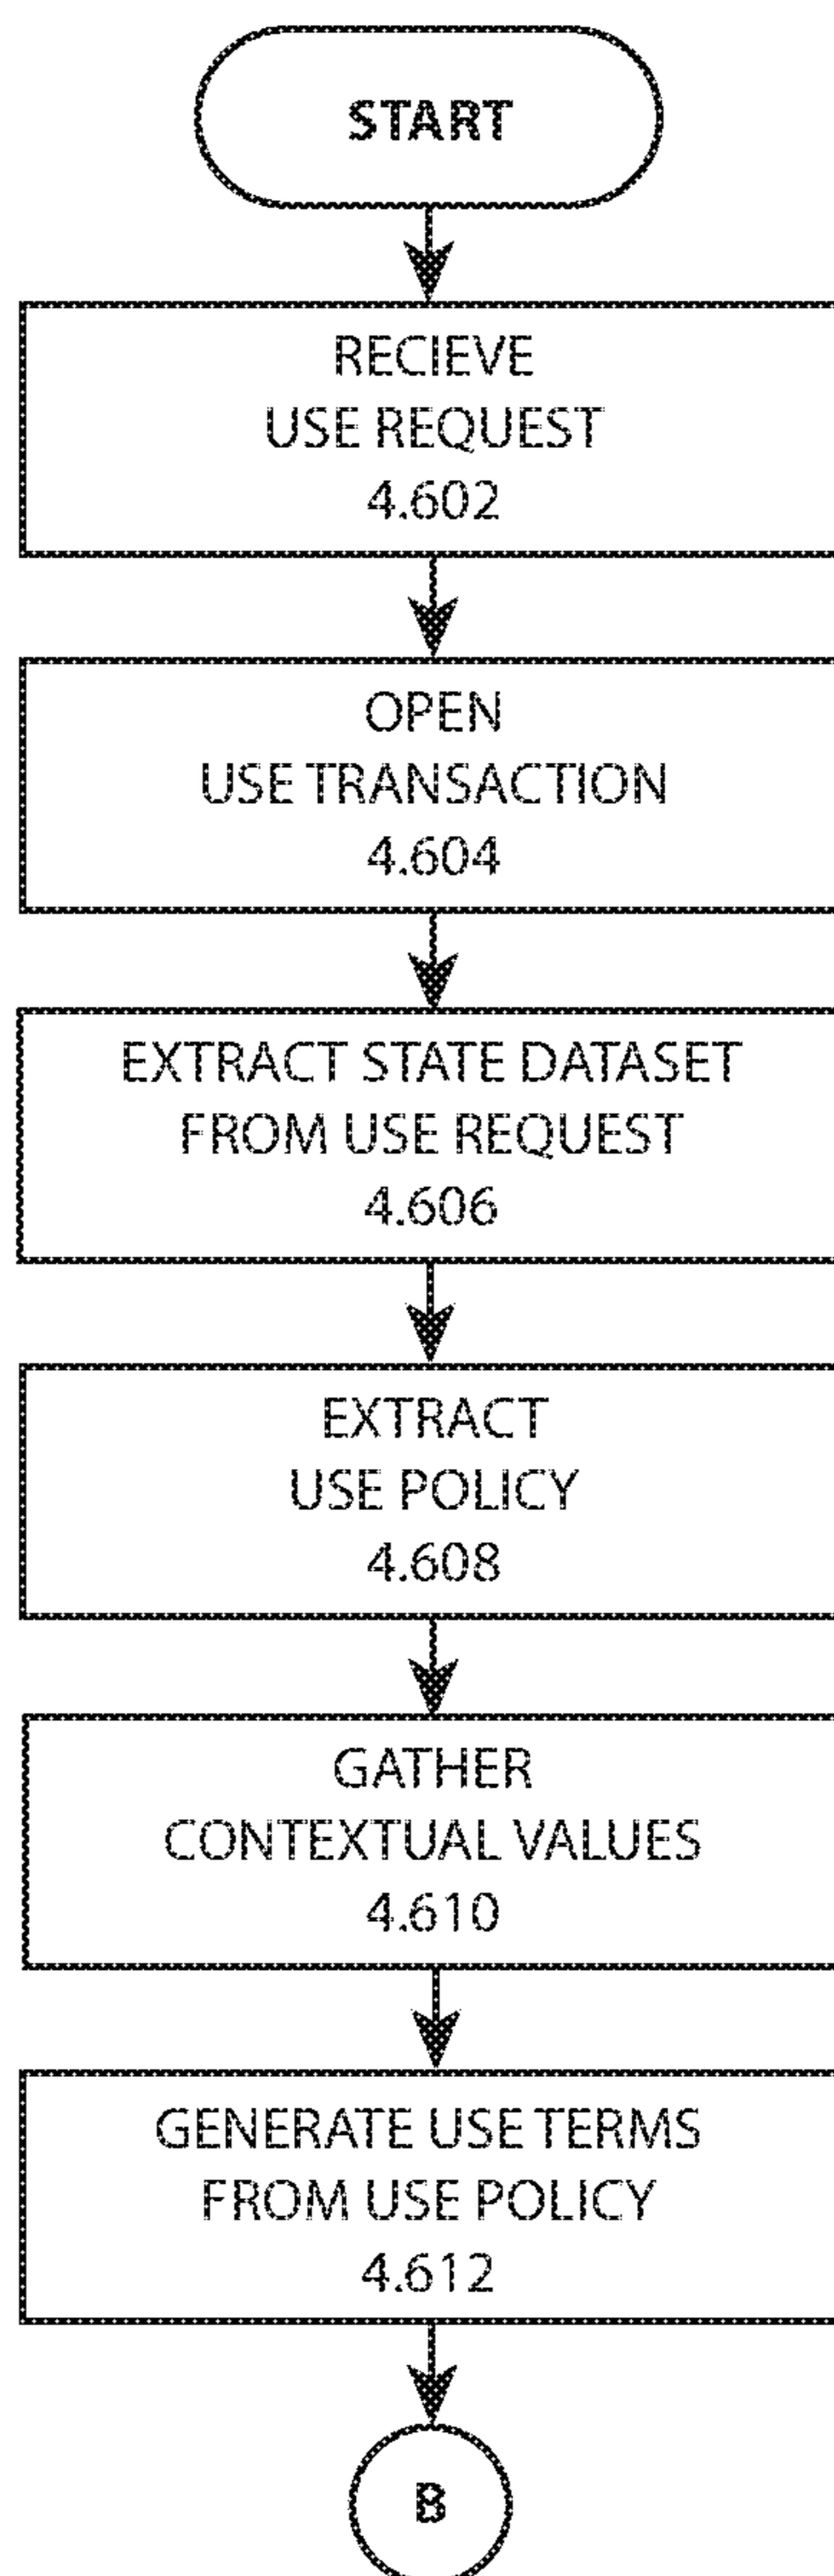 START
RECIEVE
USE REQUEST
4.602
OPEN
USE TRANSACTION
4.604
EXTRACT STATE DATASET
FROM USE REQUEST
4.606
EXTRACT
USE POLICY
4.608
GATHER
CONTEXTUAL VALUES
4.610
GENERATE USE TERMS
FROM USE POLICY
4.612
B